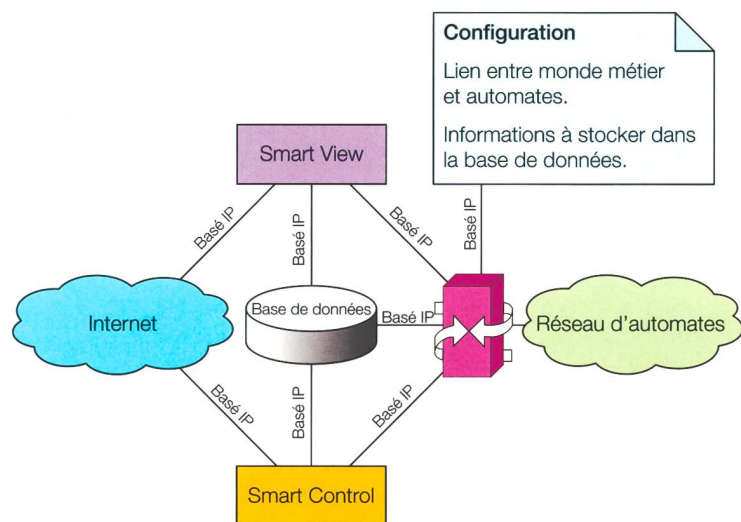 Configuration
Lien entre monde métier
et automates.
Informations à stocker dans
la base de données.
Smart View
Basé IP
Basé IP
Basé IP
Basé IP
Internet
Base de données
Basé IP
Réseau d'automates
Basé IP
Basé IP
Basé IP
Smart Control